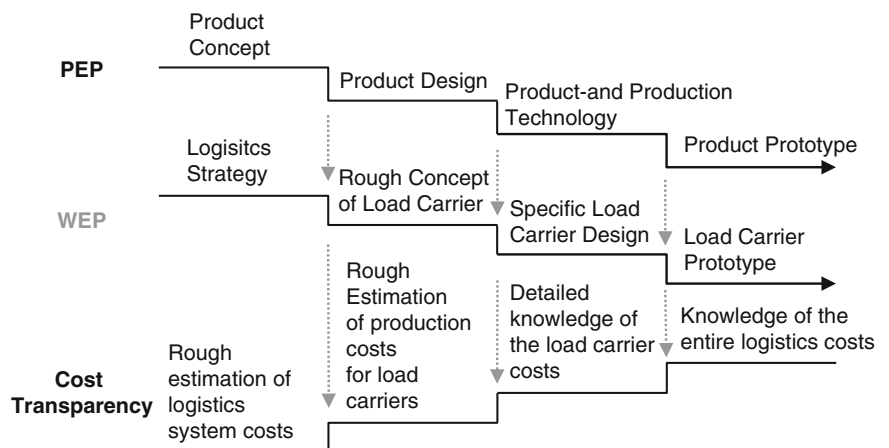 Product
Concept
PEP
Product Design
Product-and Production
Technology
Product Prototype
Logisitcs
Strategy
WEP
Rough Concept
of Load Carrier
Specific Load
Carrier Design
Load Carrier
Prototype
Cost
Transparency
Rough
estimation of
logistics
system costs
Rough
Estimation
of production
costs
for load
carriers
Detailed
knowledge of
the load carrier
costs
Knowledge of the
entire logistics costs